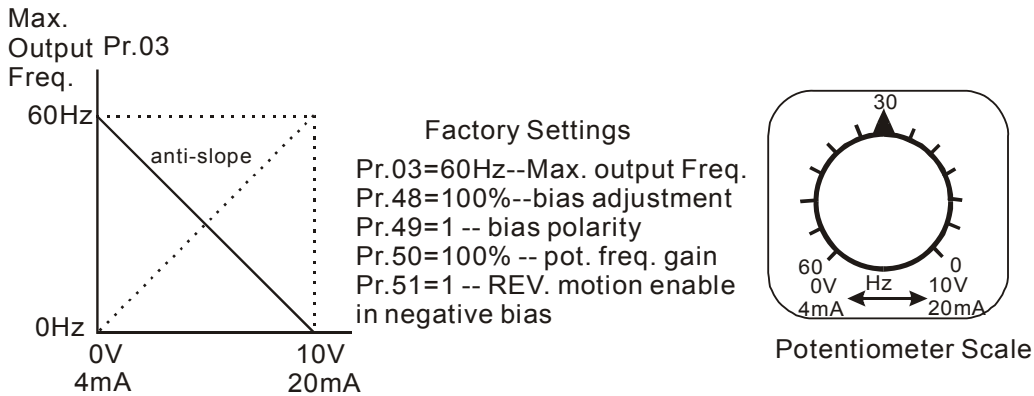 Max.
Output Pr.03
Freq.
60Hz
anti-slope
0Hz
0V
10V
4mA
20mA
Factory Settings
Pr.03=60Hz--Max. output Freq.
Pr.48=100%--bias adjustment
Pr.49=1 -- bias polarity
Pr.50=100% -- pot. freq. gain
Pr.51=1 -- REV. motion enable
in negative bias
30
60
0
0V
Hz
10V
4mA
20mA
Potentiometer Scale